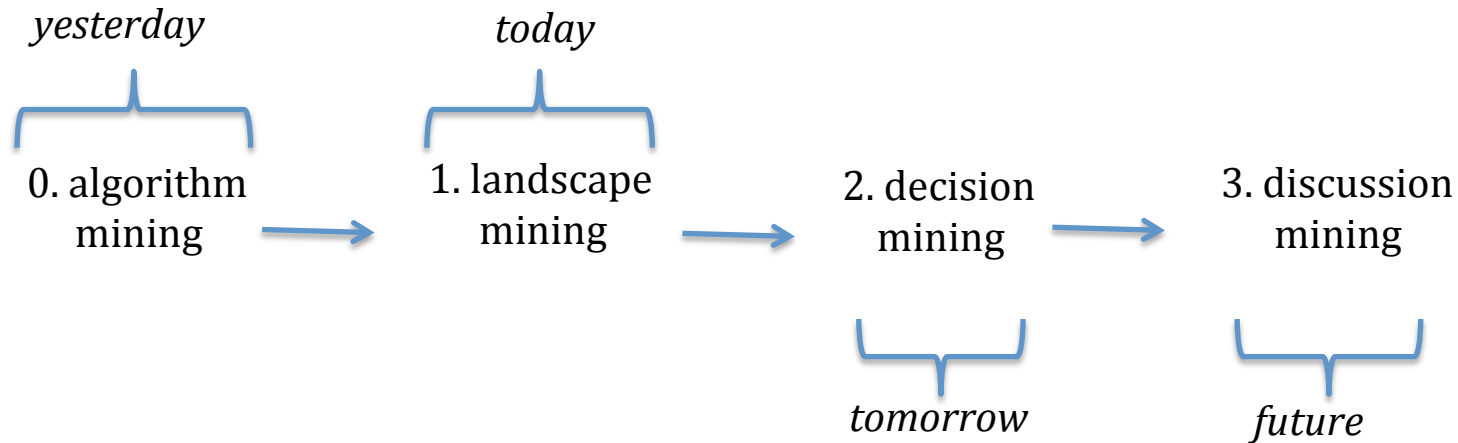 yesterday
today
0. algorithm
mining
1. landscape
mining
2. decision
mining
3. discussion
mining
tomorrow
future